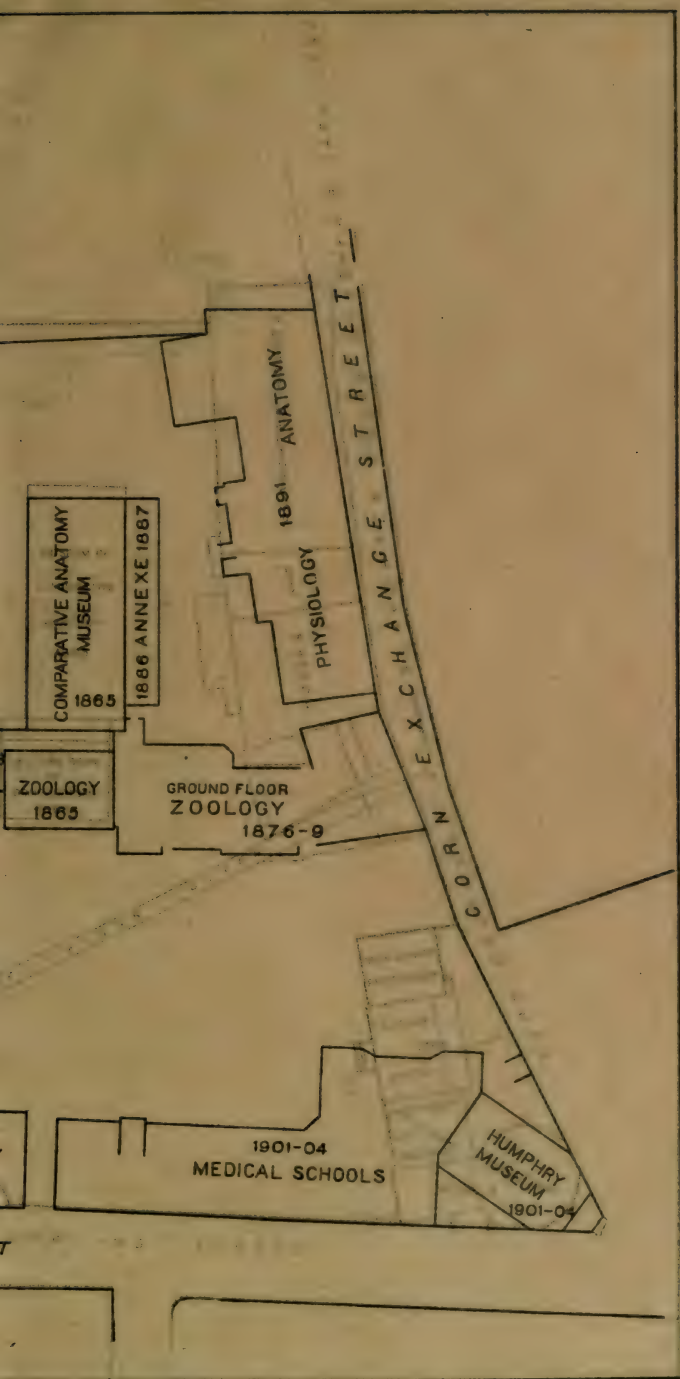 CORN EXCHANGE STREET
1891 ANATOMY
PHYSIOLOGY
COMPARATIVE ANATOMY
MUSEUM
1865
1886 ANNEXE 1887
ZOOLOGY
1865
GROUND FLOOR
ZOOLOGY
1876-9
1901-04
MEDICAL SCHOOLS
HUMPHRY
MUSEUM
1901-04
T